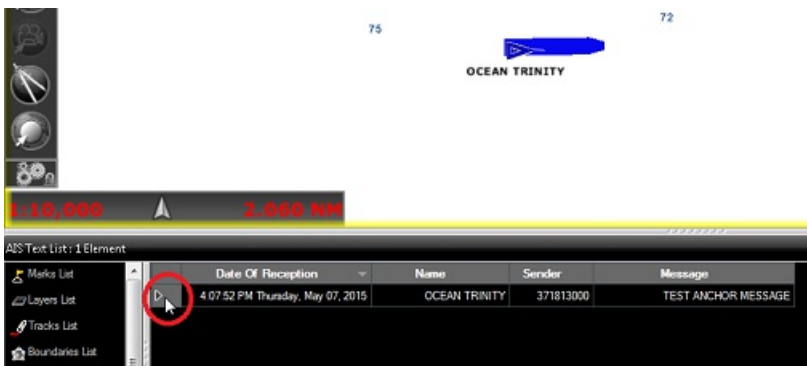 75
72
OCEAN TRINITY
1:10,000 2.060 NM
AIS Text List : 1 Element
Marks List
Layers List
Tracks List
Boundaries List
Date Of Reception Name Sender Message
4:07:52 PM Thursday, May 07, 2015 OCEAN TRINITY 371813000 TEST ANCHOR MESSAGE